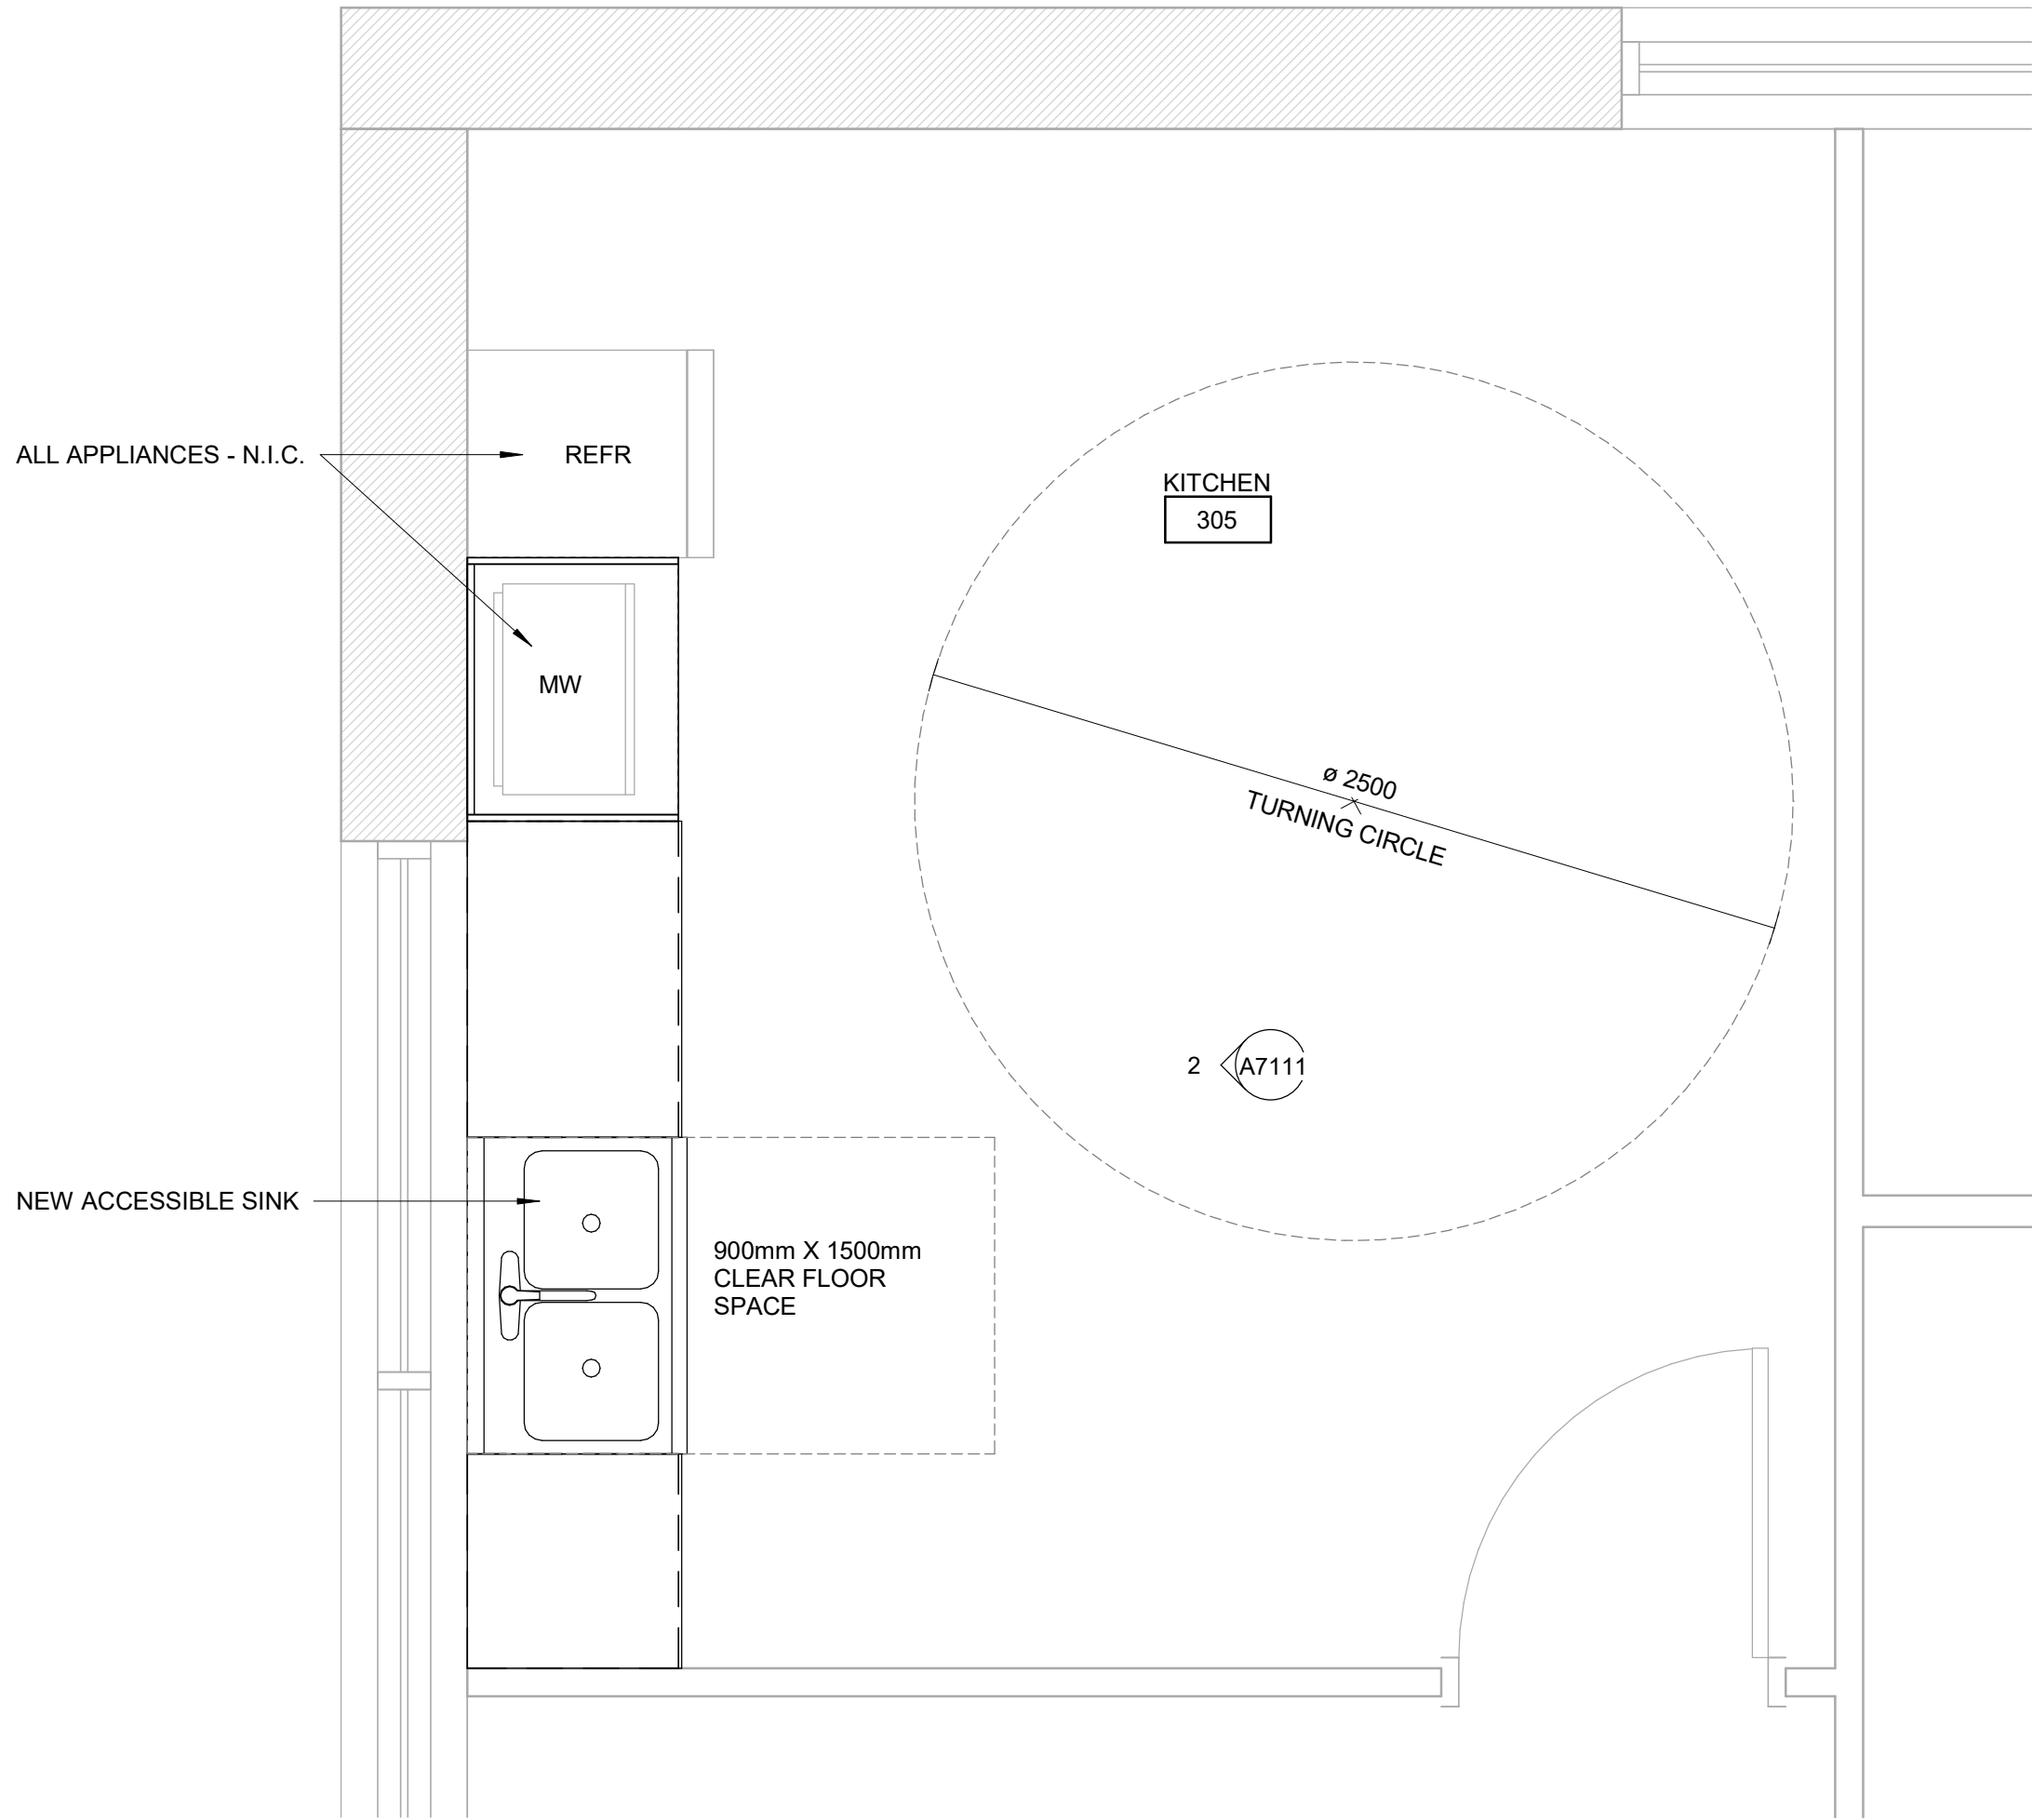 ALL APPLIANCES - N.I.C.
REFR
KITCHEN
305
MW
ø 2500
TURNING CIRCLE
2
A7111
NEW ACCESSIBLE SINK
900mm X 1500mm
CLEAR FLOOR
SPACE